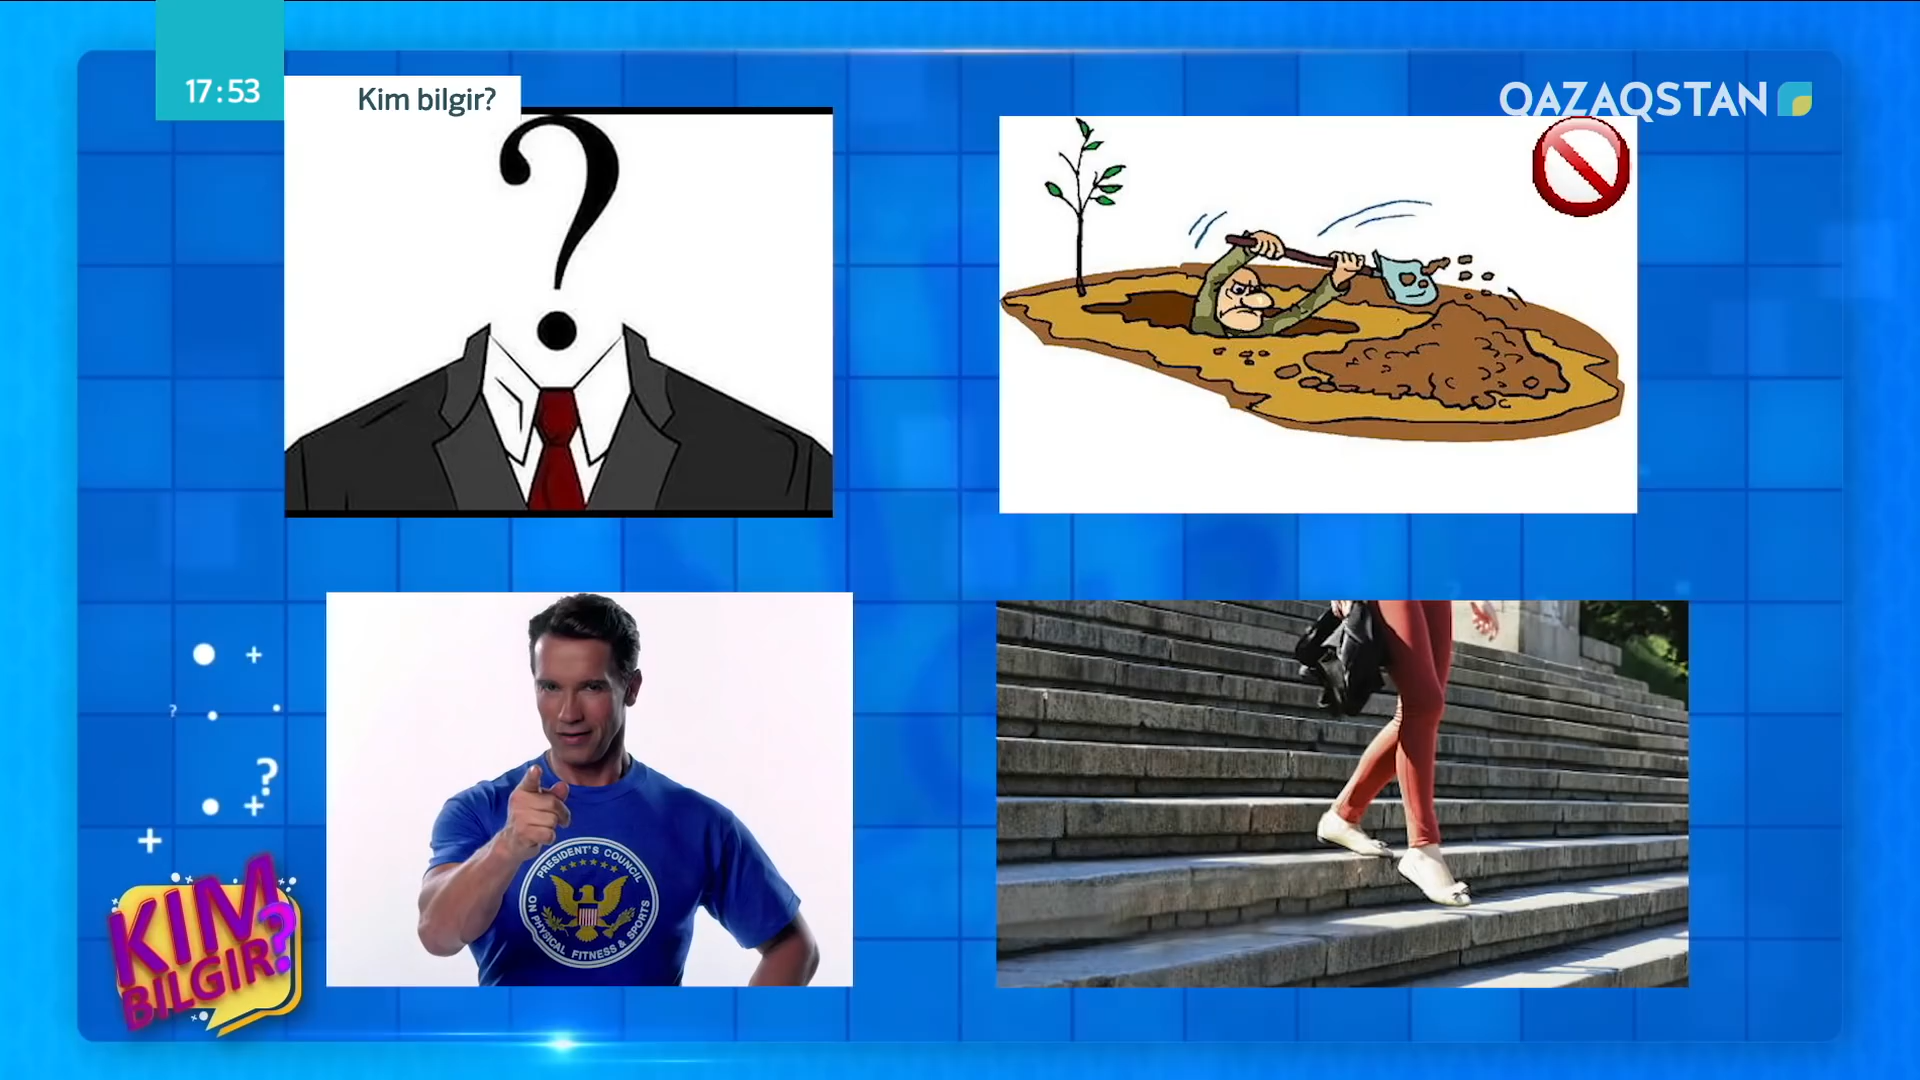 17:53
Kim bilgir?
QAZAQSTAN
?
PRESIDENT'S COUNCIL
ON PHYSICAL FITNESS & SPORTS
?
?
KIM
BILGIR?